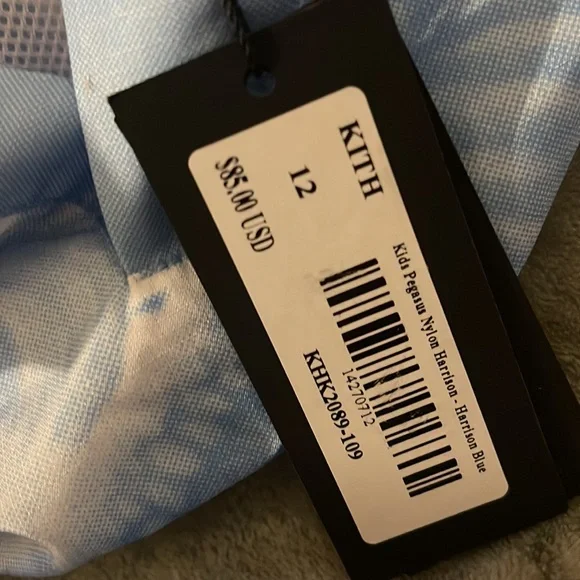 KITH
12
$85.00 USD
Kids Pegasus Nylon Harrison - Harrison Blue
14270712
KHK2089-109